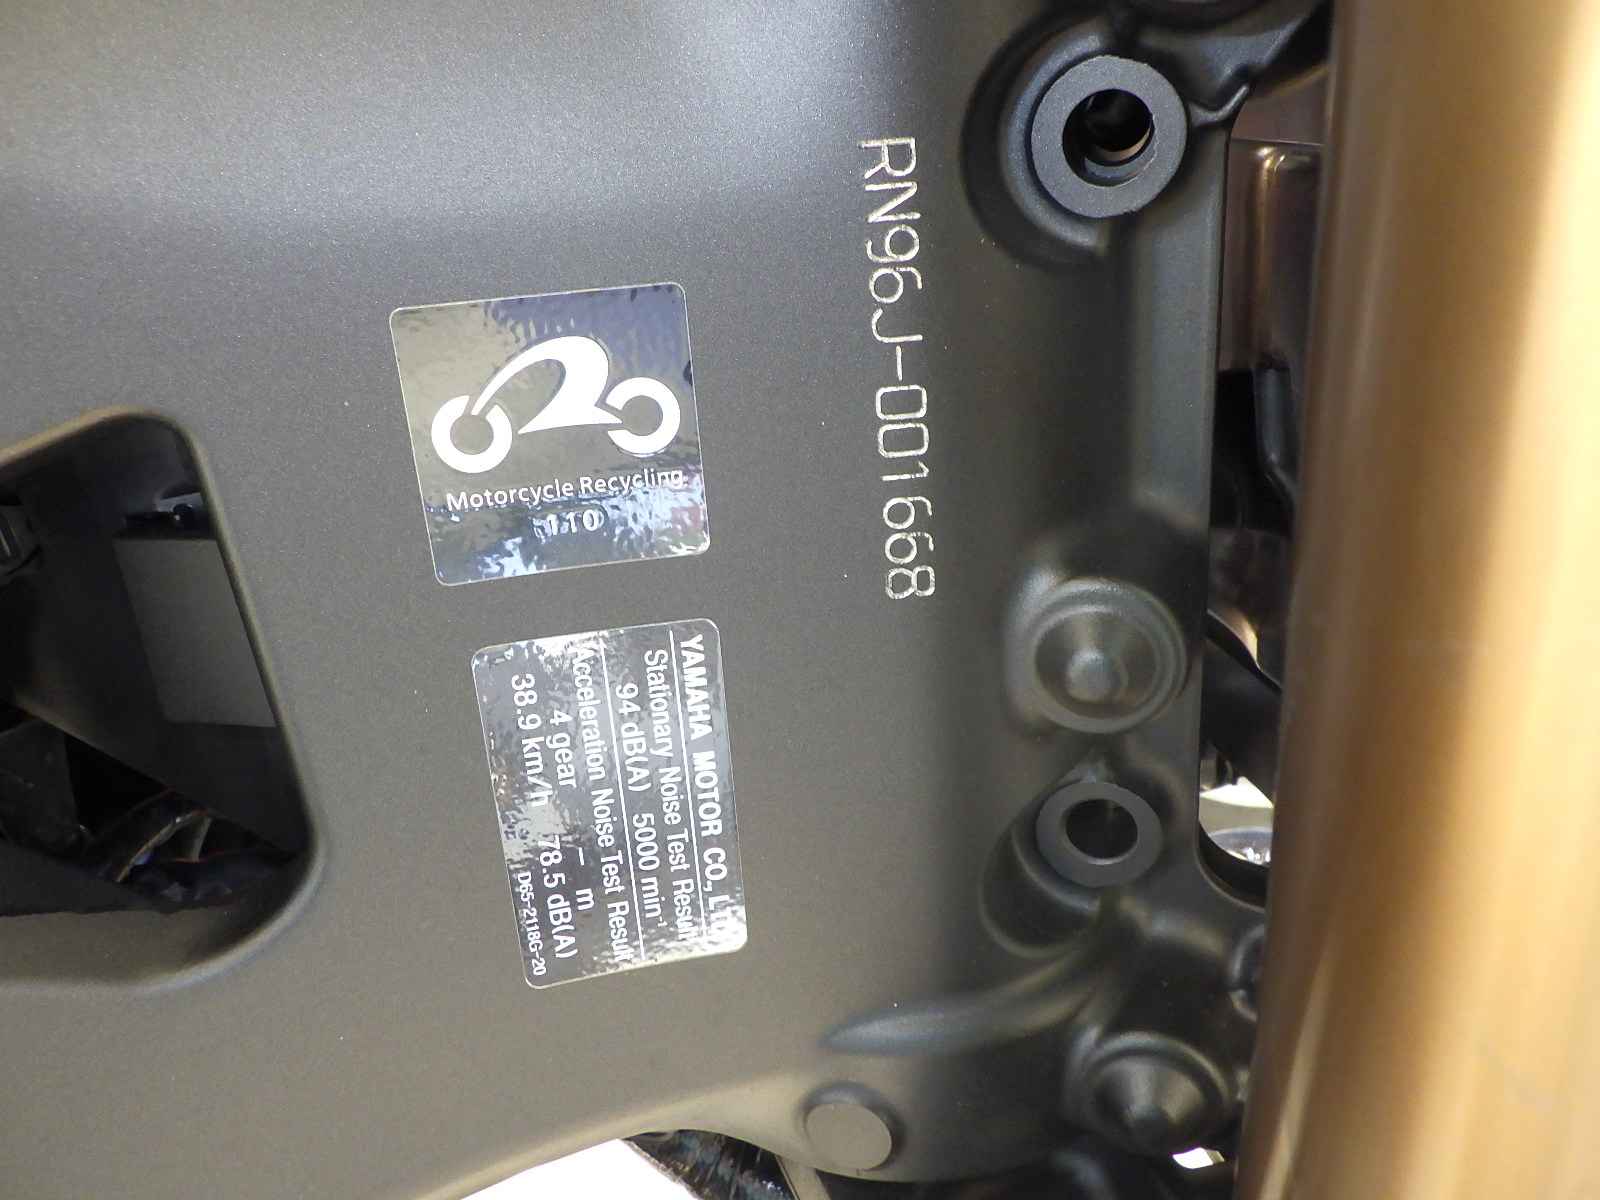 RN96J-001668
Motorcycle Recycling
110
YAMAHA MOTOR CO., LTD.
Stationary Noise Test Result
94 dB(A) 5000 min⁻¹
Acceleration Noise Test Result
4 gear – m
38.9 km/h 78.5 dB(A)
D65-2118G-20